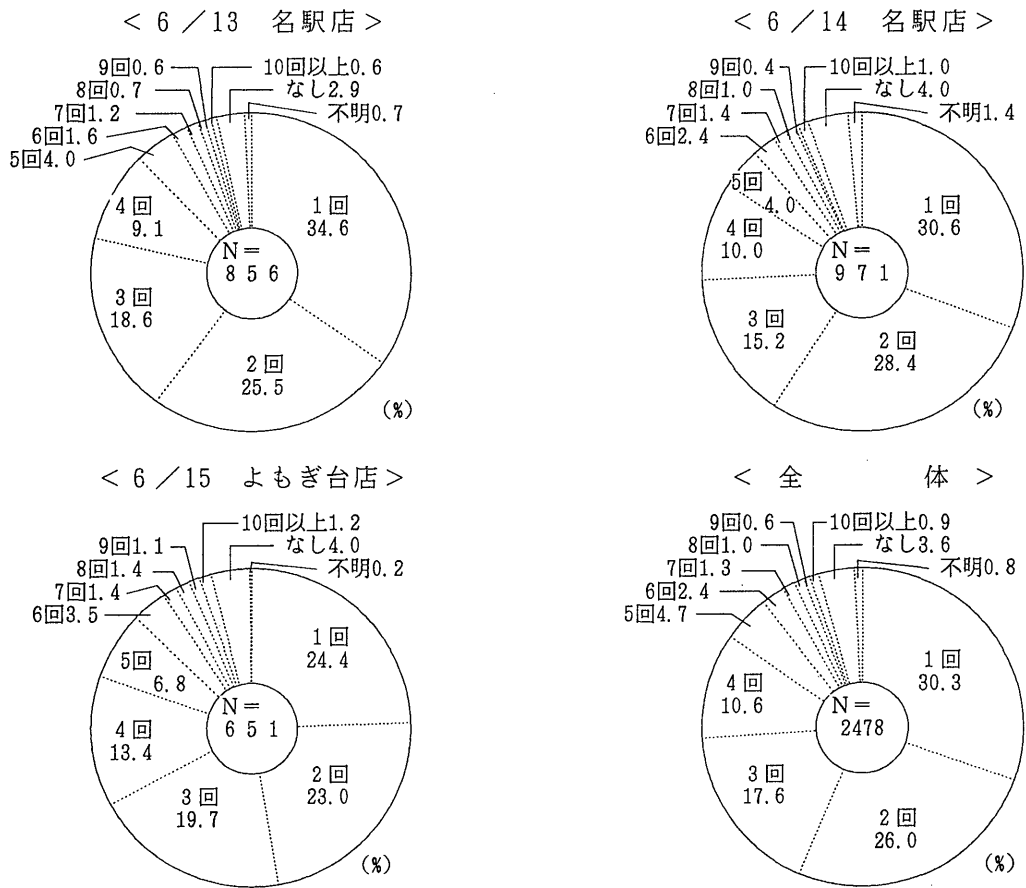 < 6 ／13 名駅店 >
9回0.6
10回以上0.6
8回0.7
なし2.9
7回1.2
不明0.7
6回1.6
5回4.0
4回
9.1
1回
34.6
N＝
8 5 6
3回
18.6
2回
25.5
(%)
< 6 ／14 名駅店 >
9回0.4
10回以上1.0
8回1.0
なし4.0
7回1.4
不明1.4
6回2.4
5回
4.0
4回
10.0
1回
30.6
N＝
9 7 1
3回
15.2
2回
28.4
(%)
< 6 ／15 よもぎ台店 >
10回以上1.2
9回1.1
なし4.0
8回1.4
不明0.2
7回1.4
6回3.5
5回
6.8
1回
24.4
N＝
6 5 1
4回
13.4
2回
23.0
3回
19.7
(%)
< 全 体 >
9回0.6
10回以上0.9
8回1.0
なし3.6
7回1.3
不明0.8
6回2.4
5回4.7
4回
10.6
1回
30.3
N＝
2478
3回
17.6
2回
26.0
(%)